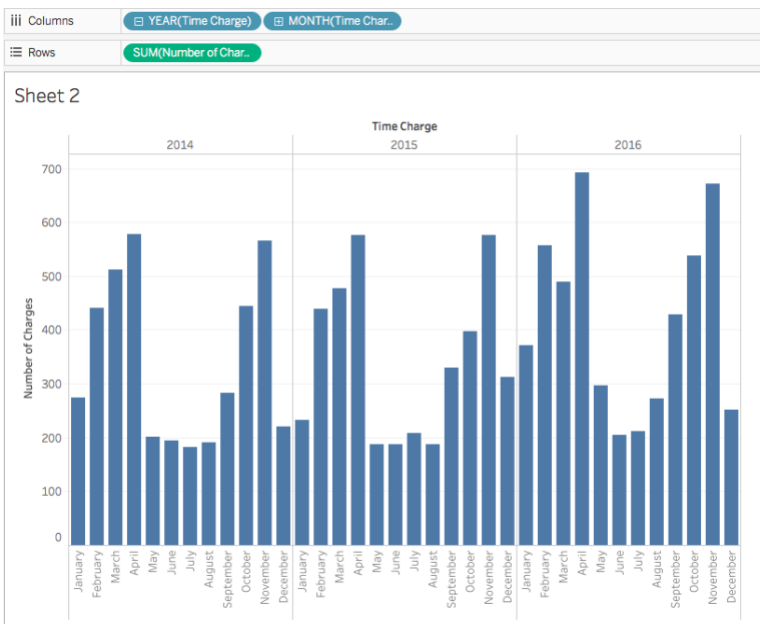 Columns YEAR(Time Charge) MONTH(Time Char..
Rows SUM(Number of Char..
Sheet 2
Time Charge
2014 2015 2016
Number of Charges
700
600
500
400
300
200
100
0
January February March April May June July August September October November December January February March April May June July August September October November December January February March April May June July August September October November December